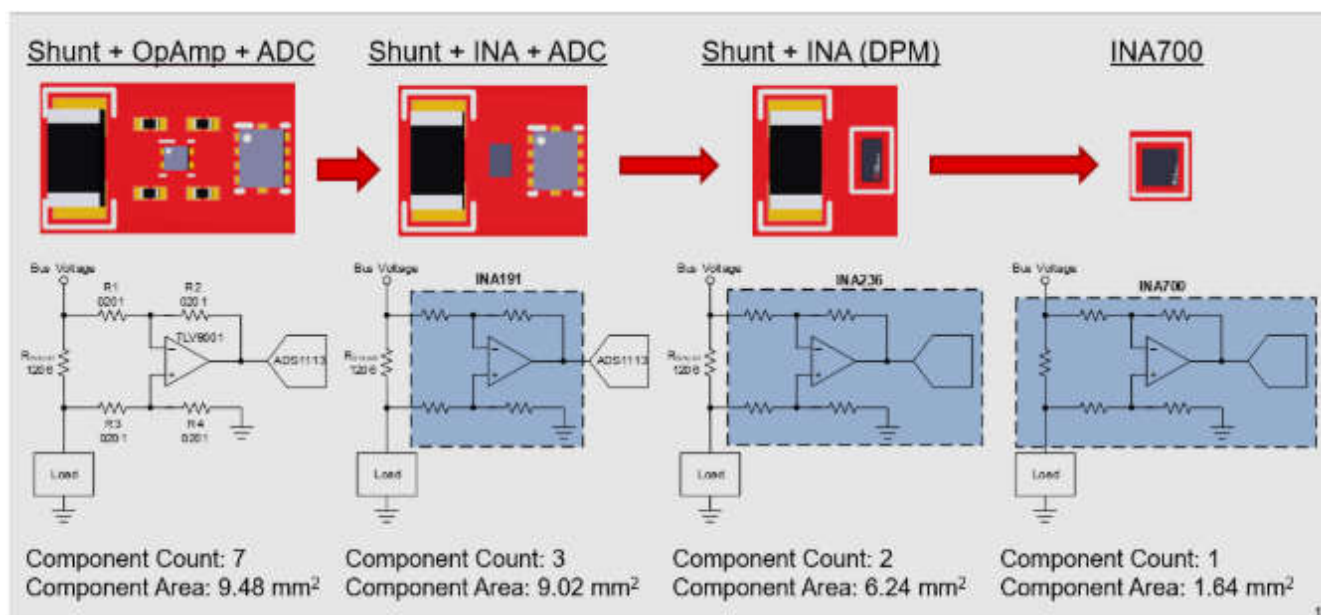 Shunt + OpAmp + ADC
Shunt + INA + ADC
Shunt + INA (DPM)
INA700
Bus Voltage
R1
0201
R2
0201
TLV9001
ADS1113
1206
R3
0201
R4
0201
Load
Bus Voltage
INA191
ADS1113
1206
Load
Bus Voltage
INA236
1206
Load
Bus Voltage
INA700
Load
Component Count: 7
Component Area: 9.48 mm²
Component Count: 3
Component Area: 9.02 mm²
Component Count: 2
Component Area: 6.24 mm²
Component Count: 1
Component Area: 1.64 mm²
1